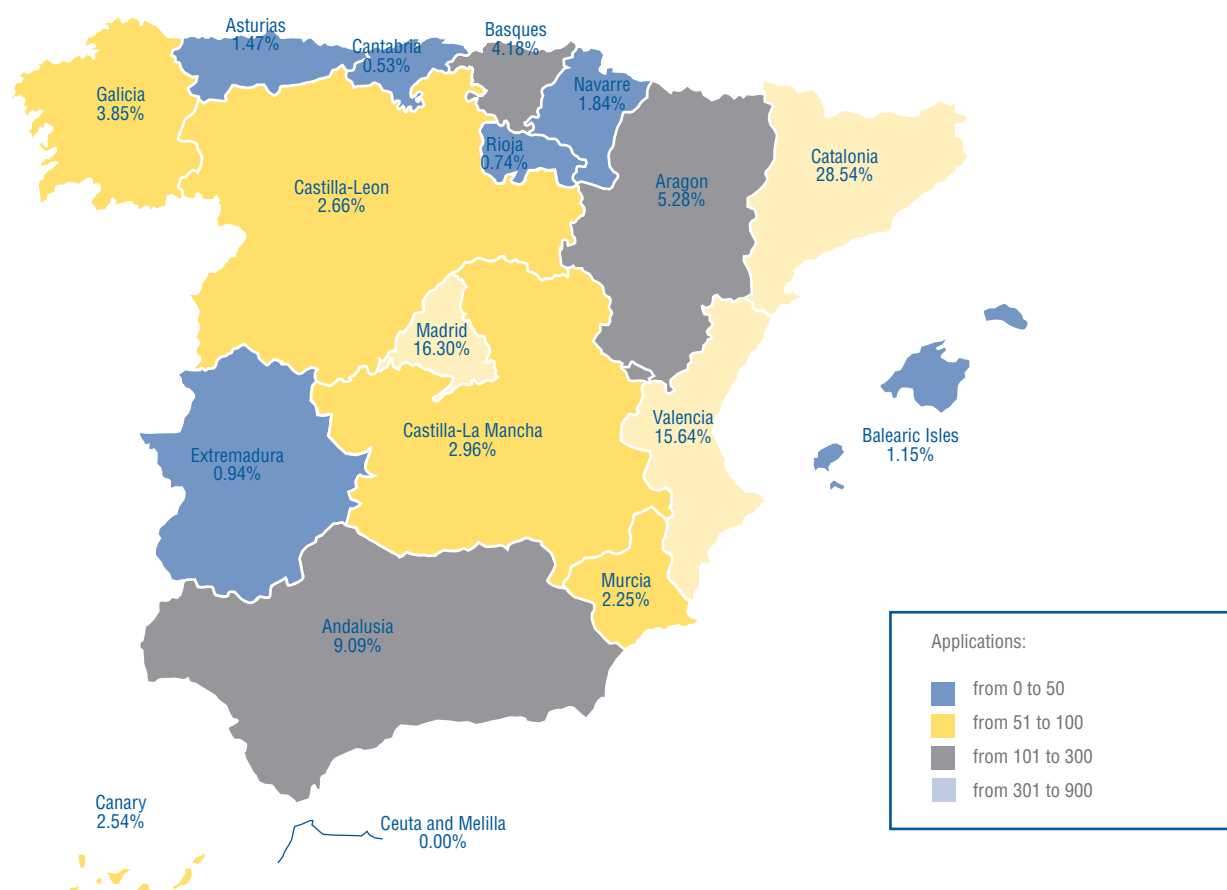 Asturias
1.47%
Cantabria
0.53%
Basques
4.18%
Navarre
1.84%
Galicia
3.85%
Rioja
0.74%
Catalonia
28.54%
Castilla-Leon
2.66%
Aragon
5.28%
Madrid
16.30%
Castilla-La Mancha
2.96%
Valencia
15.64%
Balearic Isles
1.15%
Extremadura
0.94%
Murcia
2.25%
Andalusia
9.09%
Canary
2.54%
Ceuta and Melilla
0.00%
Applications:
from 0 to 50
from 51 to 100
from 101 to 300
from 301 to 900